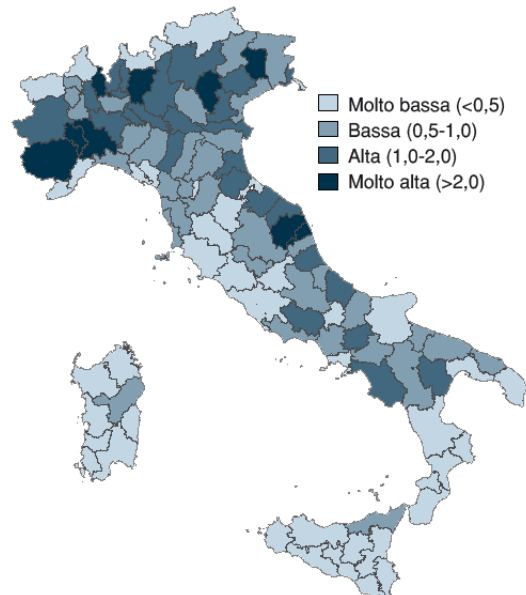 Molto bassa (<0,5)
Bassa (0,5-1,0)
Alta (1,0-2,0)
Molto alta (>2,0)